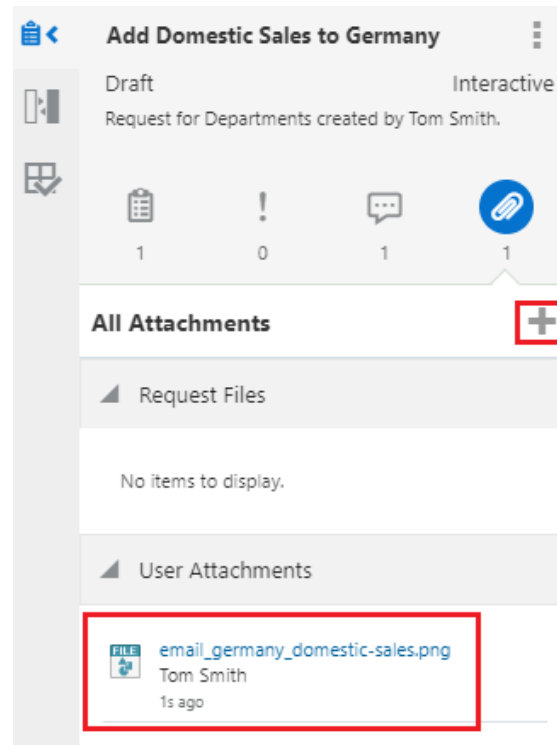 Add Domestic Sales to Germany
Draft Interactive
Request for Departments created by Tom Smith.
1 0 1 1
All Attachments
Request Files
No items to display.
User Attachments
FILE
email_germany_domestic-sales.png
Tom Smith
1s ago